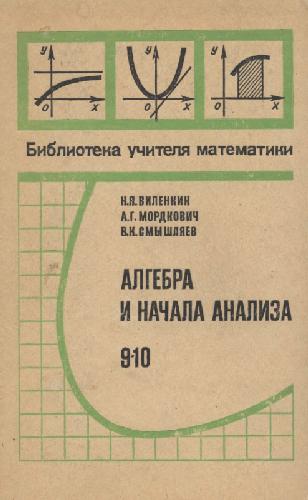 y
x
0
y
x
0
y
x
0
Библиотека учителя математики
Н.Я.ВИЛЕНКИН
А.Г.МОРДКОВИЧ
В.К.СМЫШЛЯЕВ
АЛГЕБРА
И НАЧАЛА АНАЛИЗА
9-10